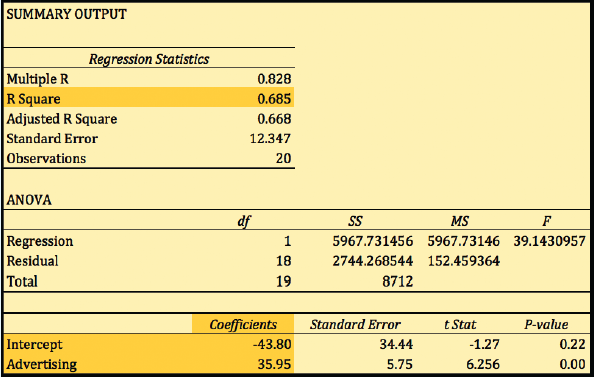 SUMMARY OUTPUT
Regression Statistics
Multiple R 0.828
R Square 0.685
Adjusted R Square 0.668
Standard Error 12.347
Observations 20
ANOVA
df SS MS F
Regression 1 5967.731456 5967.73146 39.1430957
Residual 18 2744.268544 152.459364
Total 19 8712
Coefficients Standard Error t Stat P-value
Intercept -43.80 34.44 -1.27 0.22
Advertising 35.95 5.75 6.256 0.00